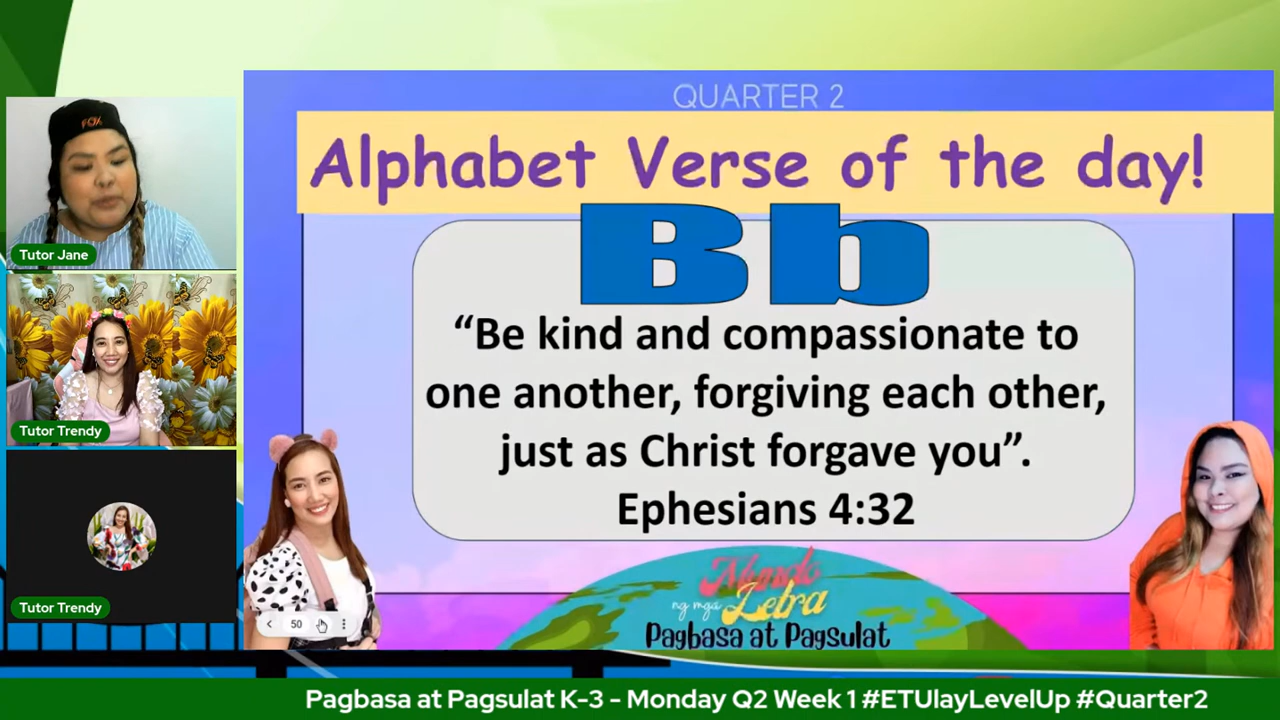 QUARTER 2
Alphabet Verse of the day!
Bb
“Be kind and compassionate to
one another, forgiving each other,
just as Christ forgave you”.
Ephesians 4:32
Mundo
ng mga Letra
Pagbasa at Pagsulat
50
FOX
Tutor Jane
Tutor Trendy
Tutor Trendy
Pagbasa at Pagsulat K-3 - Monday Q2 Week 1 #ETUlayLevelUp #Quarter2